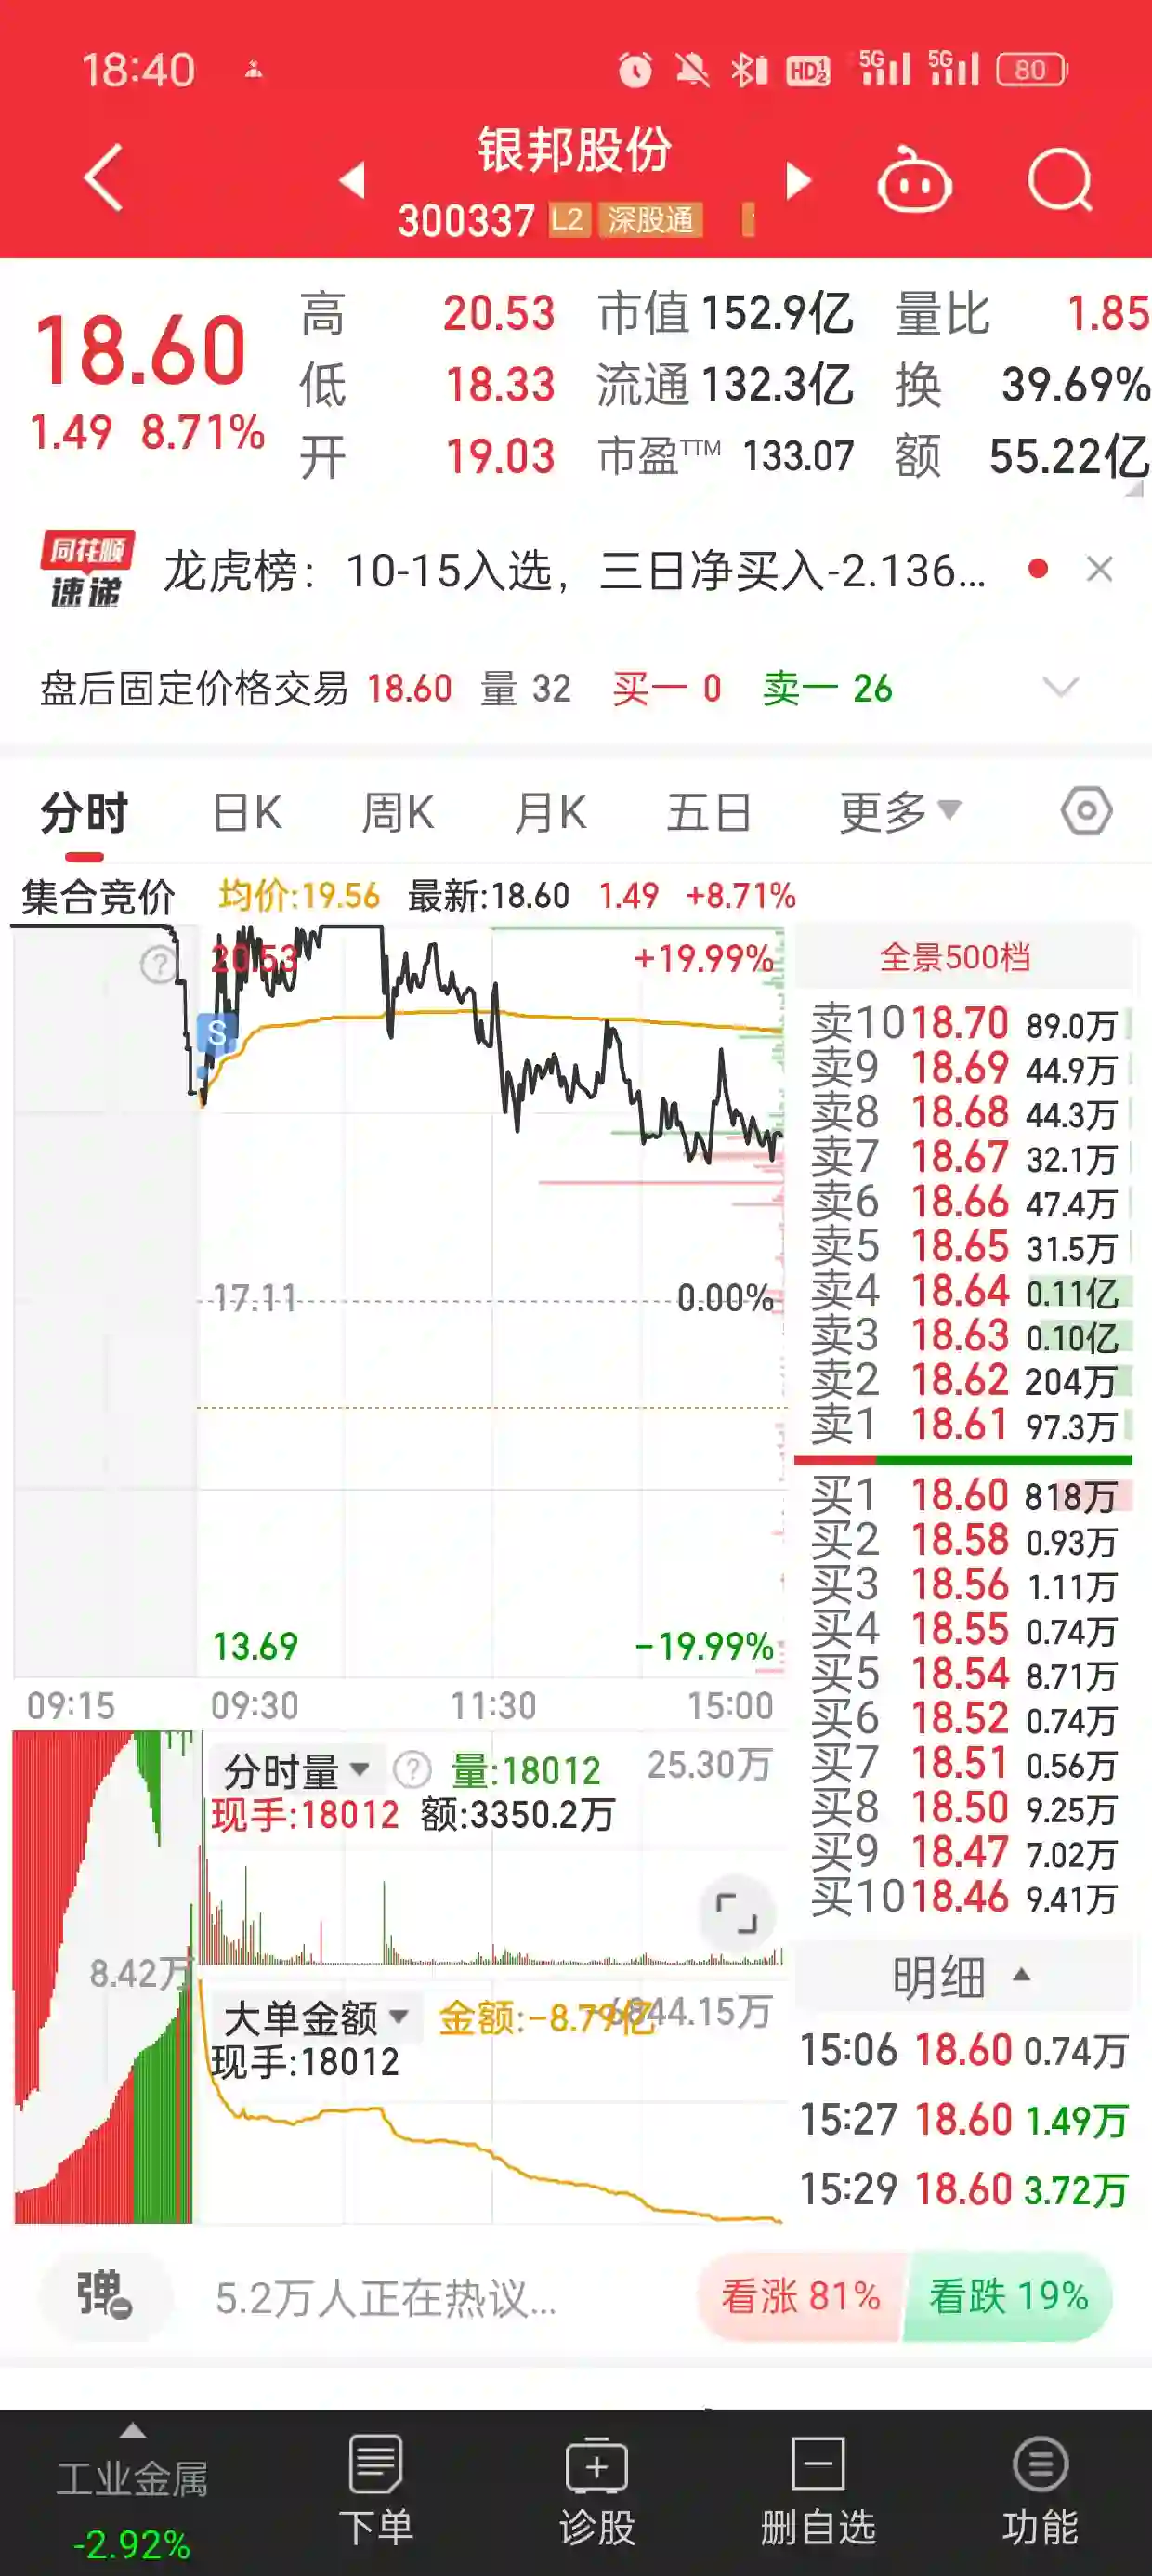 18:40 HD 1 2 5G 5G 80
银邦股份
300337 L2 深股通
18.60
1.49 8.71%
高 20.53 市值 152.9亿 量比 1.85
低 18.33 流通 132.3亿 换 39.69%
开 19.03 市盈TTM 133.07 额 55.22亿
同花顺
速递
龙虎榜：10-15入选，三日净买入-2.136...
盘后固定价格交易 18.60 量 32 买一 0 卖一 26
分时 日K 周K 月K 五日 更多
集合竞价 均价:19.56 最新:18.60 1.49 +8.71%
? 20.53 +19.99%
S
17.11 0.00%
13.69 -19.99%
09:15 09:30 11:30 15:00
全景500档
卖10 18.70 89.0万
卖9 18.69 44.9万
卖8 18.68 44.3万
卖7 18.67 32.1万
卖6 18.66 47.4万
卖5 18.65 31.5万
卖4 18.64 0.11亿
卖3 18.63 0.10亿
卖2 18.62 204万
卖1 18.61 97.3万
买1 18.60 818万
买2 18.58 0.93万
买3 18.56 1.11万
买4 18.55 0.74万
买5 18.54 8.71万
买6 18.52 0.74万
买7 18.51 0.56万
买8 18.50 9.25万
买9 18.47 7.02万
买10 18.46 9.41万
分时量 ? 量:18012 25.30万
现手:18012 额:3350.2万
8.42万
大单金额 金额:-8.79亿 44.15万
现手:18012
明细
15:06 18.60 0.74万
15:27 18.60 1.49万
15:29 18.60 3.72万
弹 5.2万人正在热议... 看涨 81% 看跌 19%
工业金属
-2.92%
下单 诊股 删自选 功能